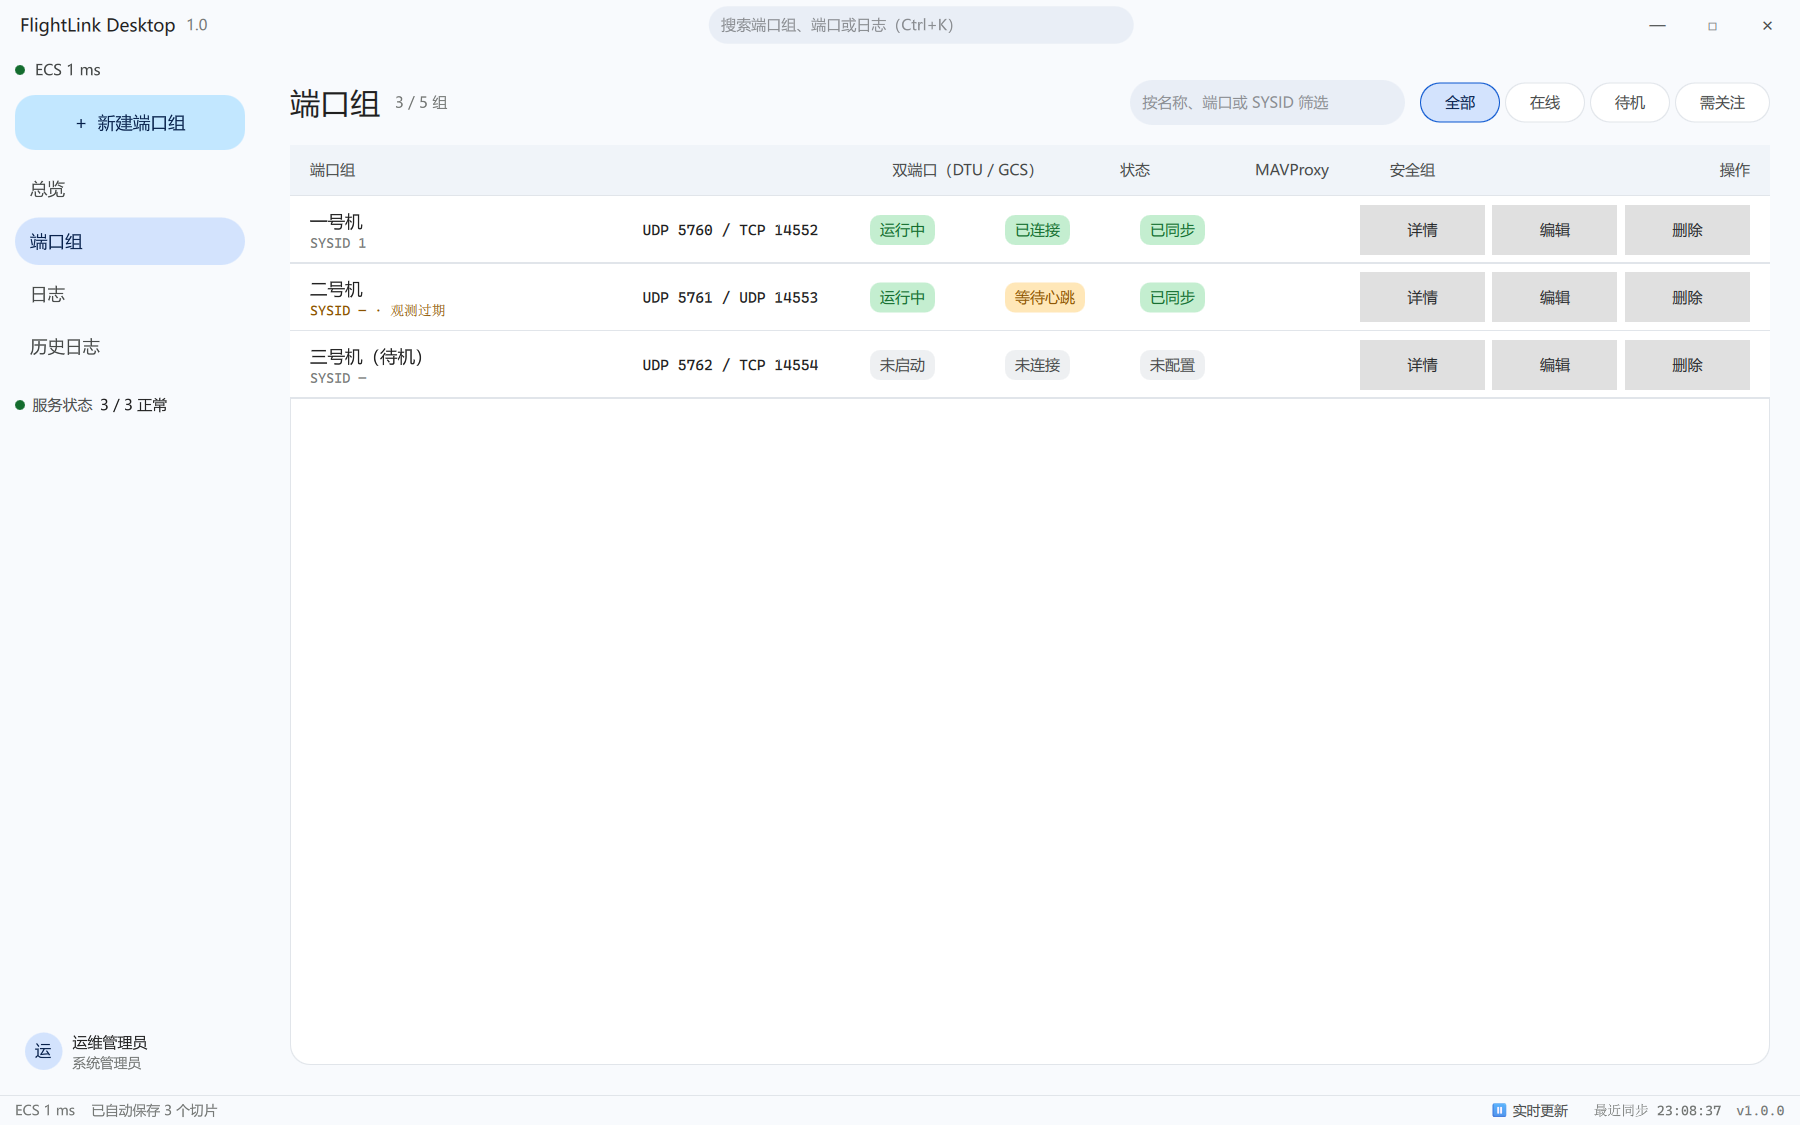 FlightLink Desktop 1.0
搜索端口组、端口或日志（Ctrl+K）
— □ ×
ECS 1 ms
+ 新建端口组
总览
端口组
日志
历史日志
服务状态 3 / 3 正常
端口组 3 / 5 组
按名称、端口或 SYSID 筛选
全部 在线 待机 需关注
端口组 双端口（DTU / GCS） 状态 MAVProxy 安全组 操作
一号机
SYSID 1
UDP 5760 / TCP 14552 运行中 已连接 已同步 详情 编辑 删除
二号机
SYSID — · 观测过期
UDP 5761 / UDP 14553 运行中 等待心跳 已同步 详情 编辑 删除
三号机（待机）
SYSID —
UDP 5762 / TCP 14554 未启动 未连接 未配置 详情 编辑 删除
运 运维管理员
系统管理员
ECS 1 ms 已自动保存 3 个切片 ⏸ 实时更新 最近同步 23:08:37 v1.0.0